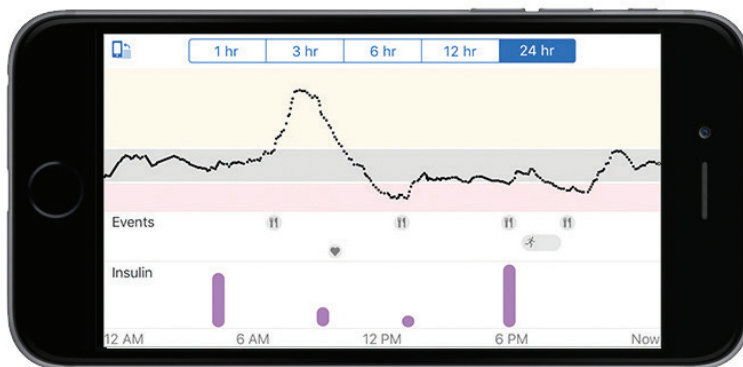 1 hr 3 hr 6 hr 12 hr 24 hr
Events
Insulin
12 AM 6 AM 12 PM 6 PM Now